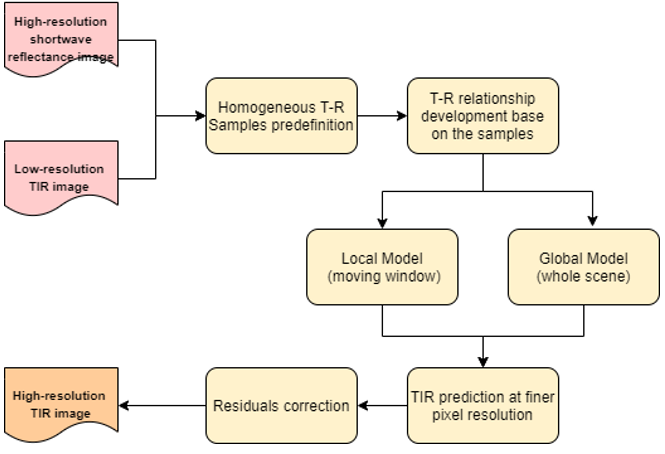 High-resolution
shortwave
reflectance image
Low-resolution
TIR image
Homogeneous T-R
Samples predefinition
T-R relationship
development base
on the samples
Local Model
(moving window)
Global Model
(whole scene)
TIR prediction at finer
pixel resolution
Residuals correction
High-resolution
TIR image